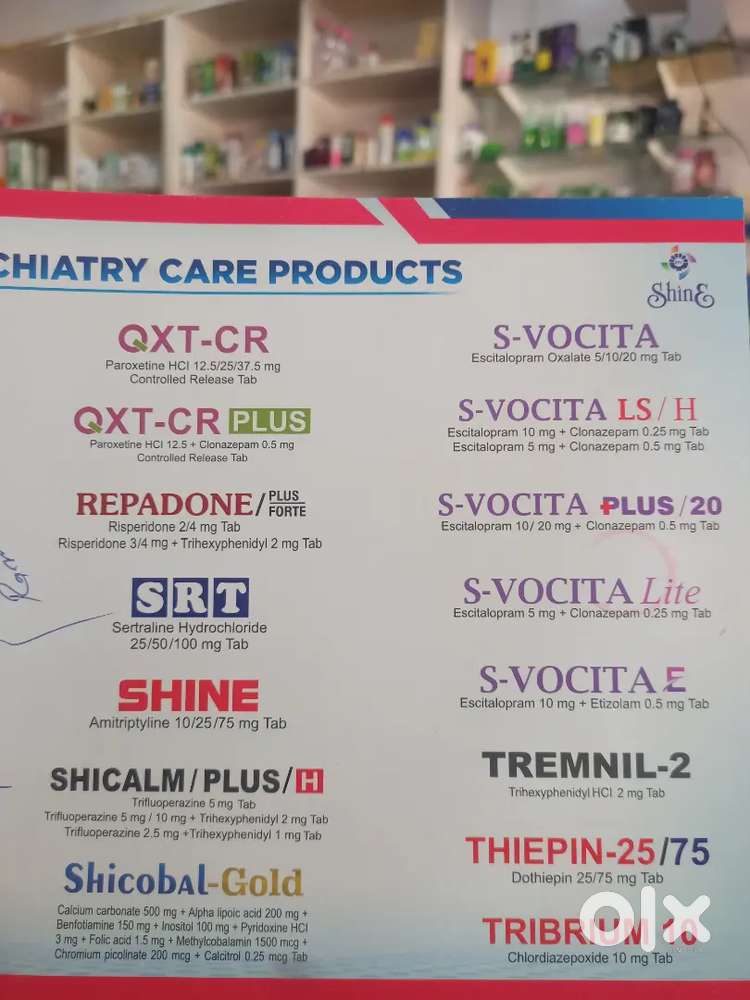 CHIATRY CARE PRODUCTS
ShinE
QXT-CR
Paroxetine HCI 12.5/25/37.5 mg
Controlled Release Tab
QXT-CR PLUS
Paroxetine HCI 12.5 + Clonazepam 0.5 mg
Controlled Release Tab
REPADONE/PLUS FORTE
Risperidone 2/4 mg Tab
Risperidone 3/4 mg + Trihexyphenidyl 2 mg Tab
SRT
Sertraline Hydrochloride
25/50/100 mg Tab
SHINE
Amitriptyline 10/25/75 mg Tab
SHICALM/PLUS/H
Trifluoperazine 5 mg Tab
Trifluoperazine 5 mg / 10 mg + Trihexyphenidyl 2 mg Tab
Trifluoperazine 2.5 mg +Trihexyphenidyl 1 mg Tab
Shicobal-Gold
Calcium carbonate 500 mg + Alpha lipoic acid 200 mg +
Benfotiamine 150 mg + Inositol 100 mg + Pyridoxine HCI
3 mg + Folic acid 1.5 mg + Methylcobalamin 1500 mcg +
Chromium picolinate 200 mcg + Calcitrol 0.25 mcg Tab
S-VOCITA
Escitalopram Oxalate 5/10/20 mg Tab
S-VOCITA LS/H
Escitalopram 10 mg + Clonazepam 0.25 mg Tab
Escitalopram 5 mg + Clonazepam 0.5 mg Tab
S-VOCITA PLUS/20
Escitalopram 10/ 20 mg + Clonazepam 0.5 mg Tab
S-VOCITA Lite
Escitalopram 5 mg + Clonazepam 0.25 mg Tab
S-VOCITA E
Escitalopram 10 mg + Etizolam 0.5 mg Tab
TREMNIL-2
Trihexyphenidyl HCI 2 mg Tab
THIEPIN-25/75
Dothiepin 25/75 mg Tab
TRIBRIUM 10
Chlordiazepoxide 10 mg Tab
olx